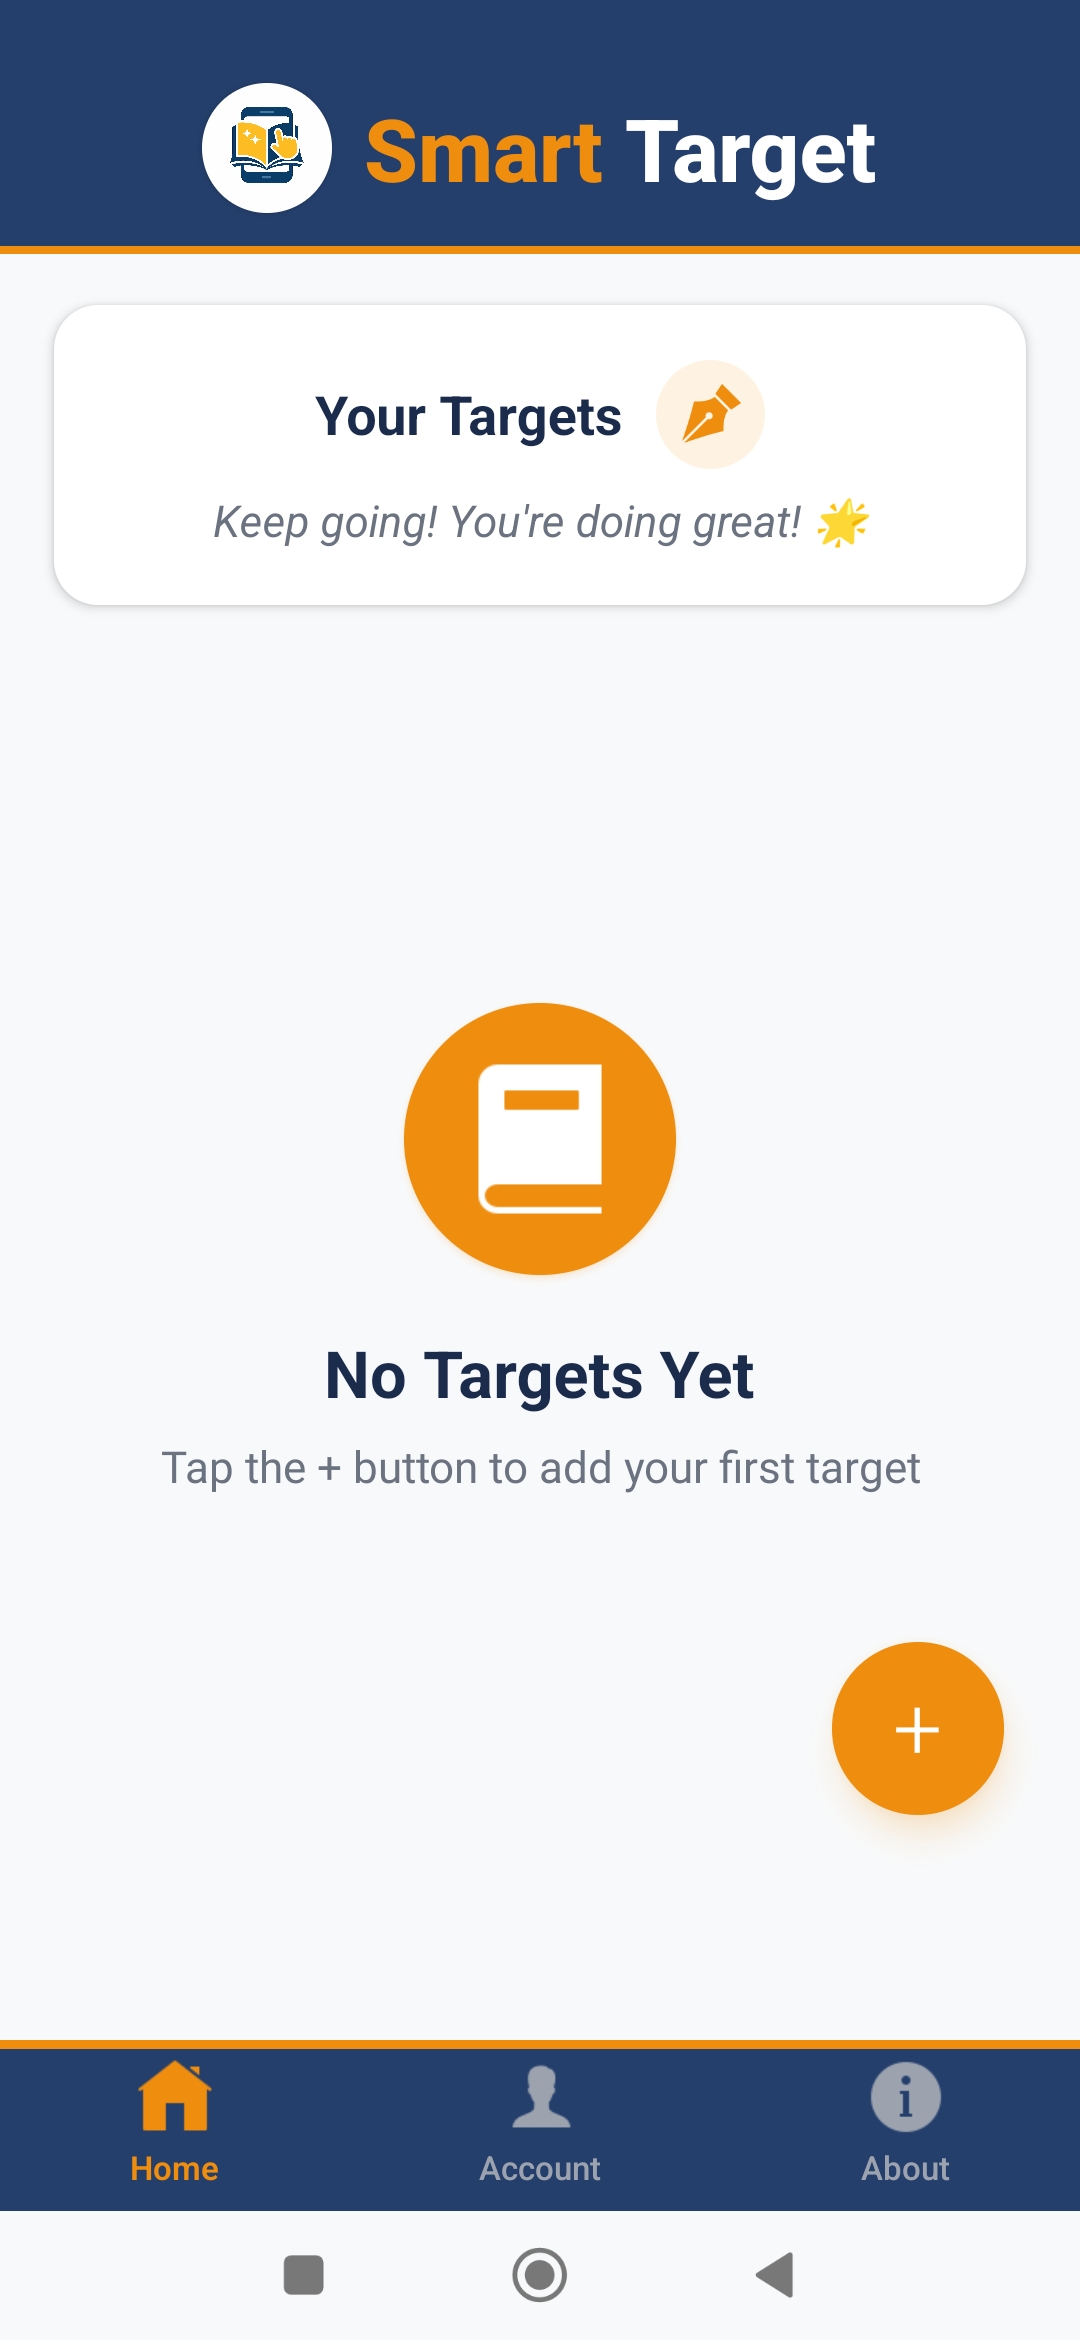 Smart Target
Your Targets
Keep going! You're doing great! 🌟
No Targets Yet
Tap the + button to add your first target
+
Home
Account
About